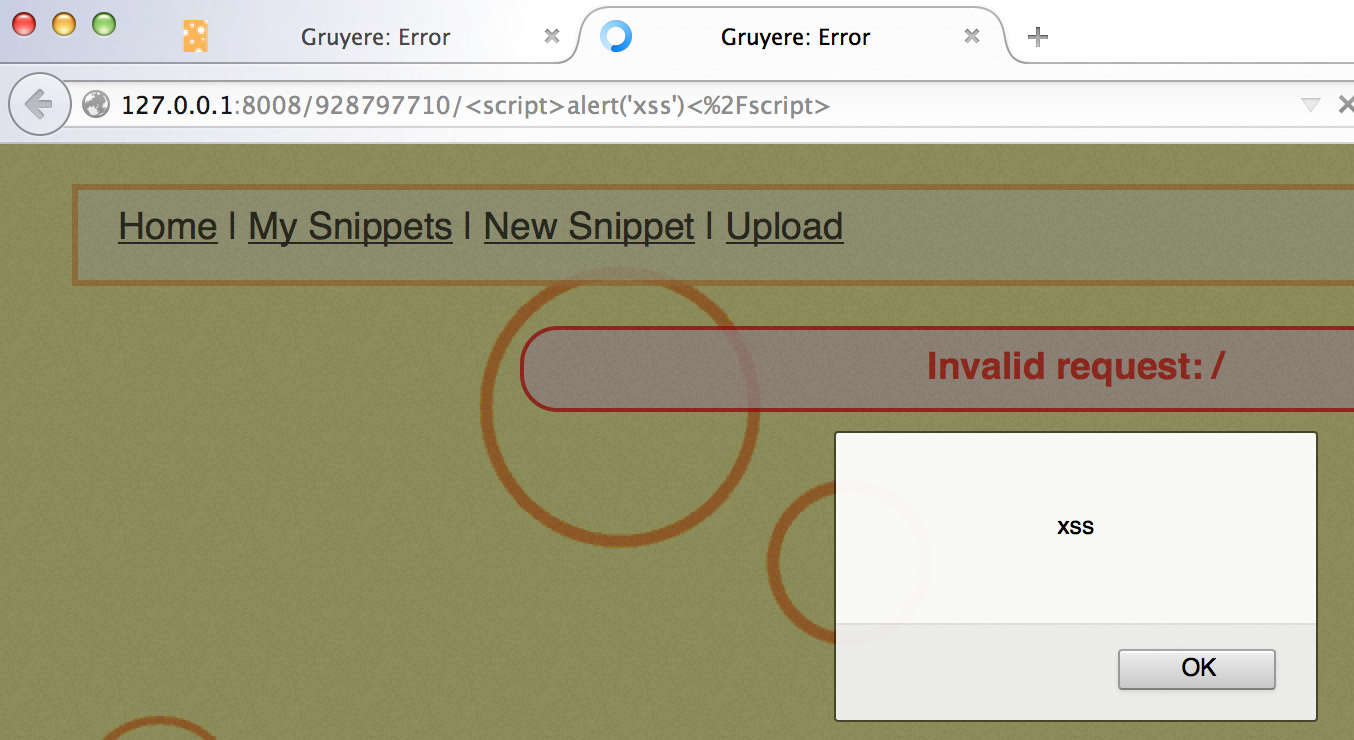 Gruyere: Error
Gruyere: Error
127.0.0.1:8008/928797710/<script>alert('xss')<%2Fscript>
Home | My Snippets | New Snippet | Upload
Invalid request: /
xss
OK